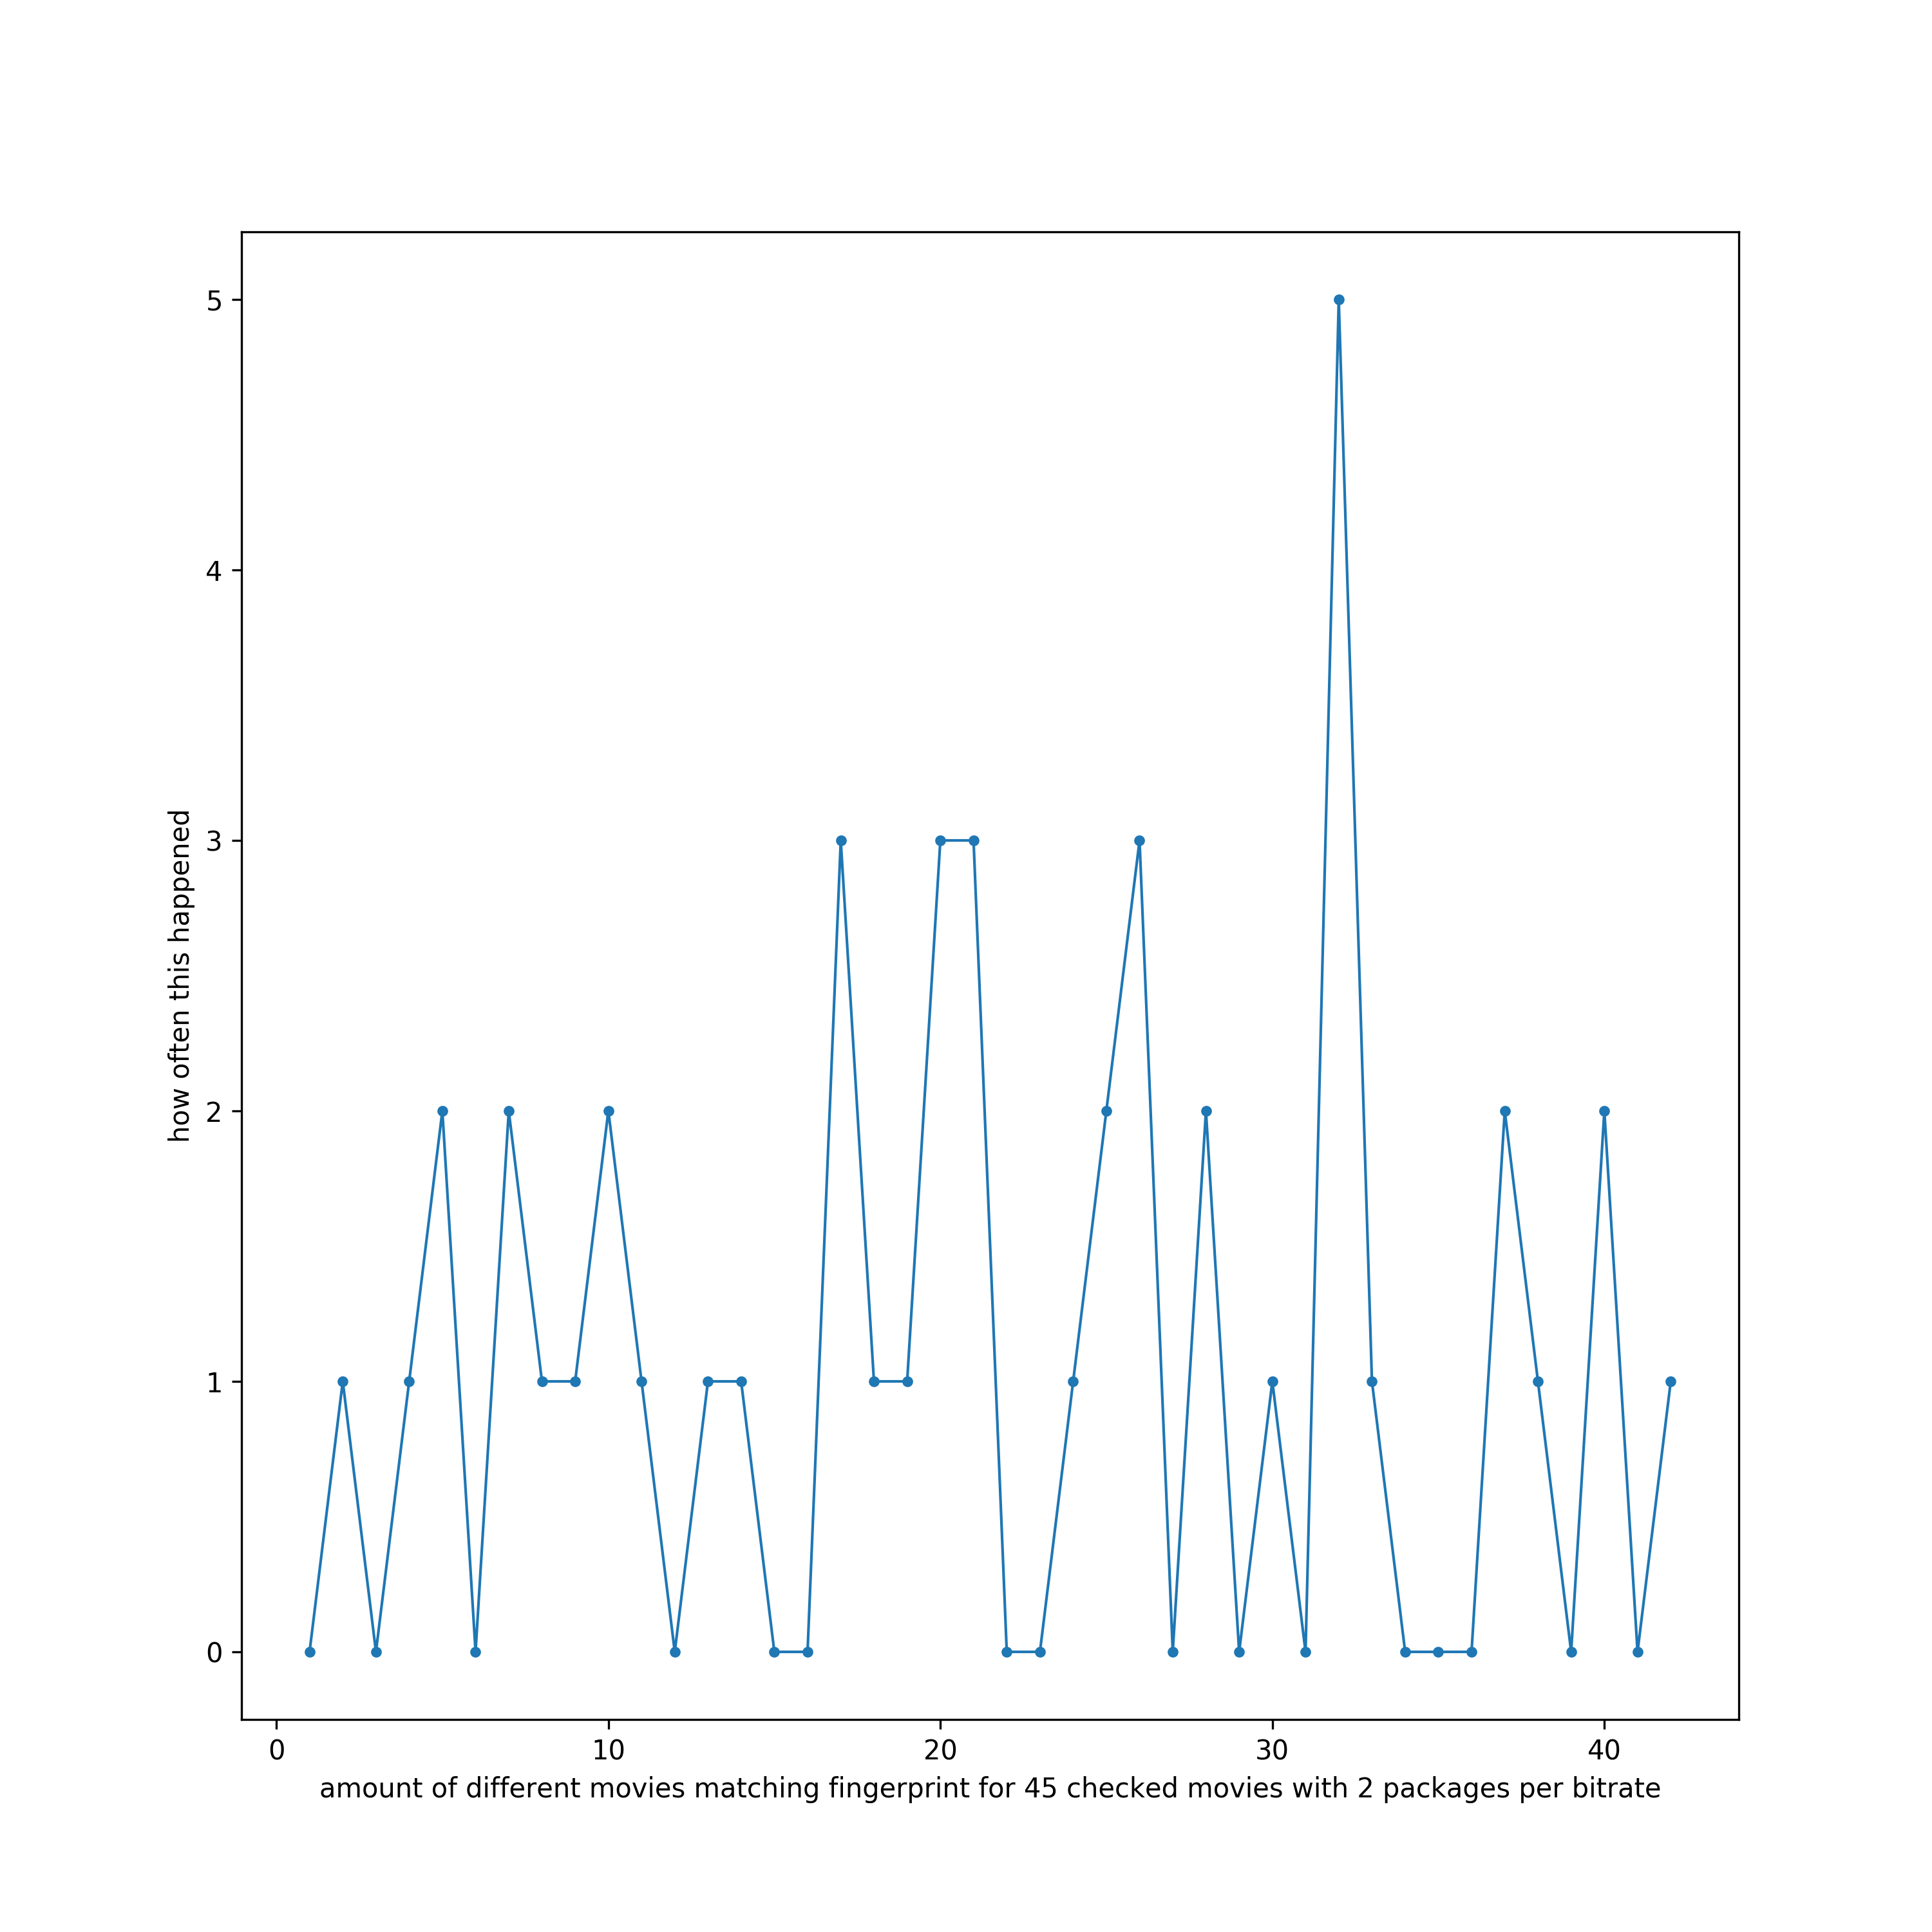 5
4
3
2
1
0
how often this happened
0 10 20 30 40
amount of different movies matching fingerprint for 45 checked movies with 2 packages per bitrate